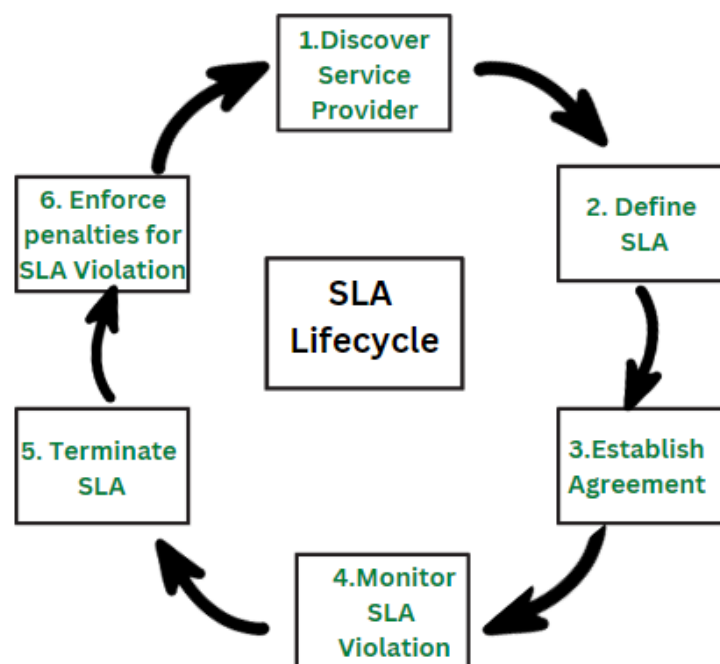 1.Discover
Service
Provider
2. Define
SLA
3.Establish
Agreement
4.Monitor
SLA
Violation
5. Terminate
SLA
6. Enforce
penalties for
SLA Violation
SLA
Lifecycle